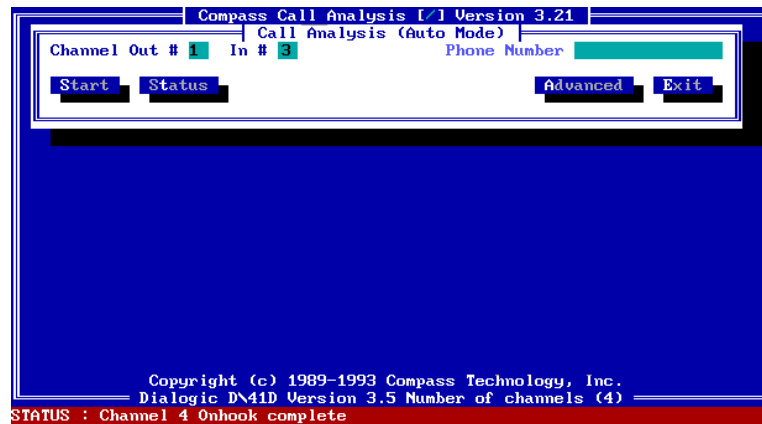 Compass Call Analysis [/] Version 3.21
Call Analysis (Auto Mode)
Channel Out # 1 In # 3 Phone Number
Start Status Advanced Exit
Copyright (c) 1989-1993 Compass Technology, Inc.
Dialogic D\41D Version 3.5 Number of channels (4)
STATUS : Channel 4 Onhook complete